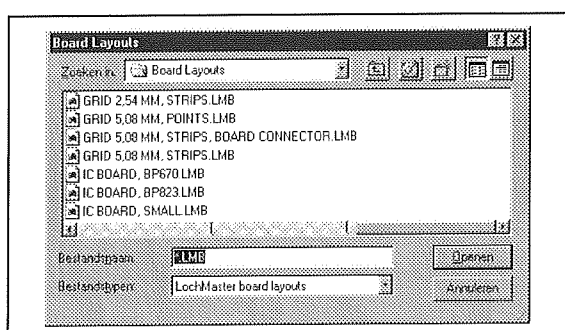 Board Layouts
Zoeken in: Board Layouts
GRID 2,54 MM, STRIPS.LMB
GRID 5,08 MM, POINTS.LMB
GRID 5,08 MM, STRIPS, BOARD CONNECTOR.LMB
GRID 5,08 MM, STRIPS.LMB
IC BOARD, BP670.LMB
IC BOARD, BP823.LMB
IC BOARD, SMALL.LMB
Bestandsnaam: *.LMB Openen
Bestandstypen: LochMaster board layouts Annuleren